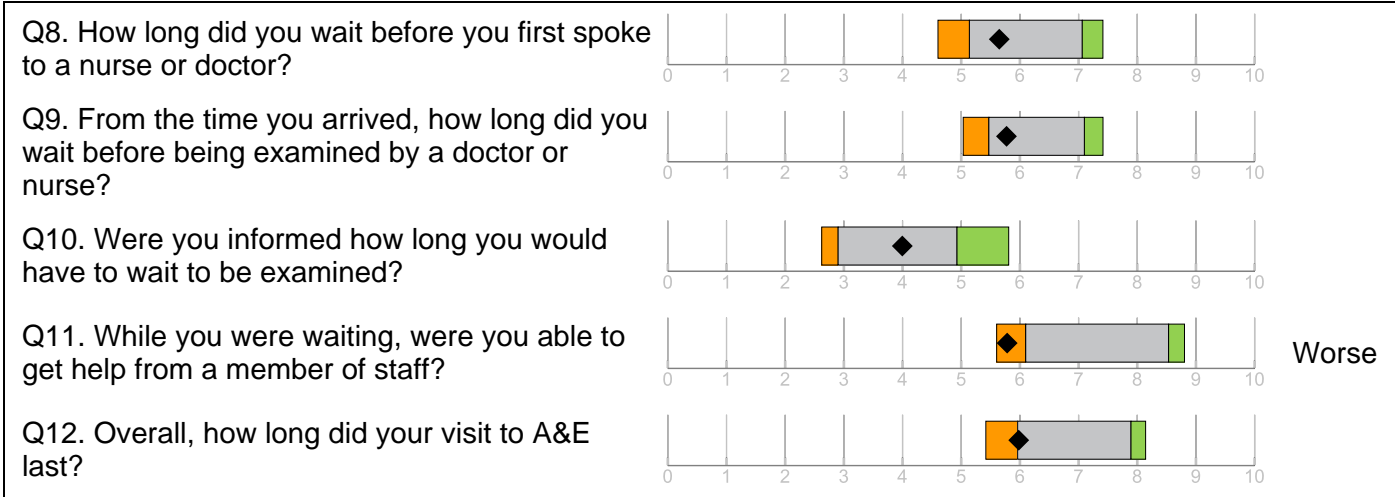 Q8. How long did you wait before you first spoke
to a nurse or doctor?
0 1 2 3 4 5 6 7 8 9 10
Q9. From the time you arrived, how long did you
wait before being examined by a doctor or
nurse?
0 1 2 3 4 5 6 7 8 9 10
Q10. Were you informed how long you would
have to wait to be examined?
0 1 2 3 4 5 6 7 8 9 10
Q11. While you were waiting, were you able to
get help from a member of staff?
Worse
0 1 2 3 4 5 6 7 8 9 10
Q12. Overall, how long did your visit to A&E
last?
0 1 2 3 4 5 6 7 8 9 10